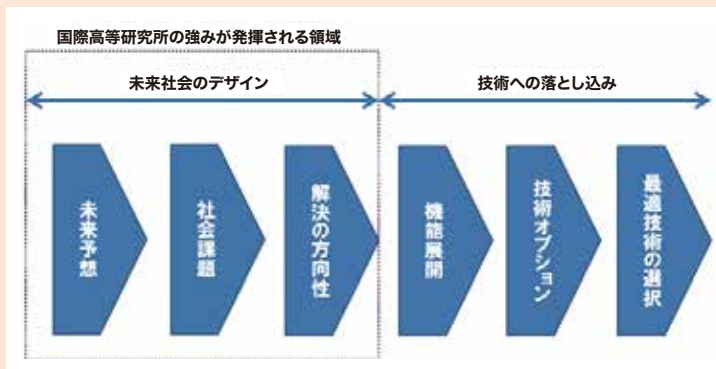 国際高等研究所の強みが発揮される領域
未来社会のデザイン
技術への落とし込み
未来予想
社会課題
解決の方向性
機能展開
技術オプション
最適技術の選択